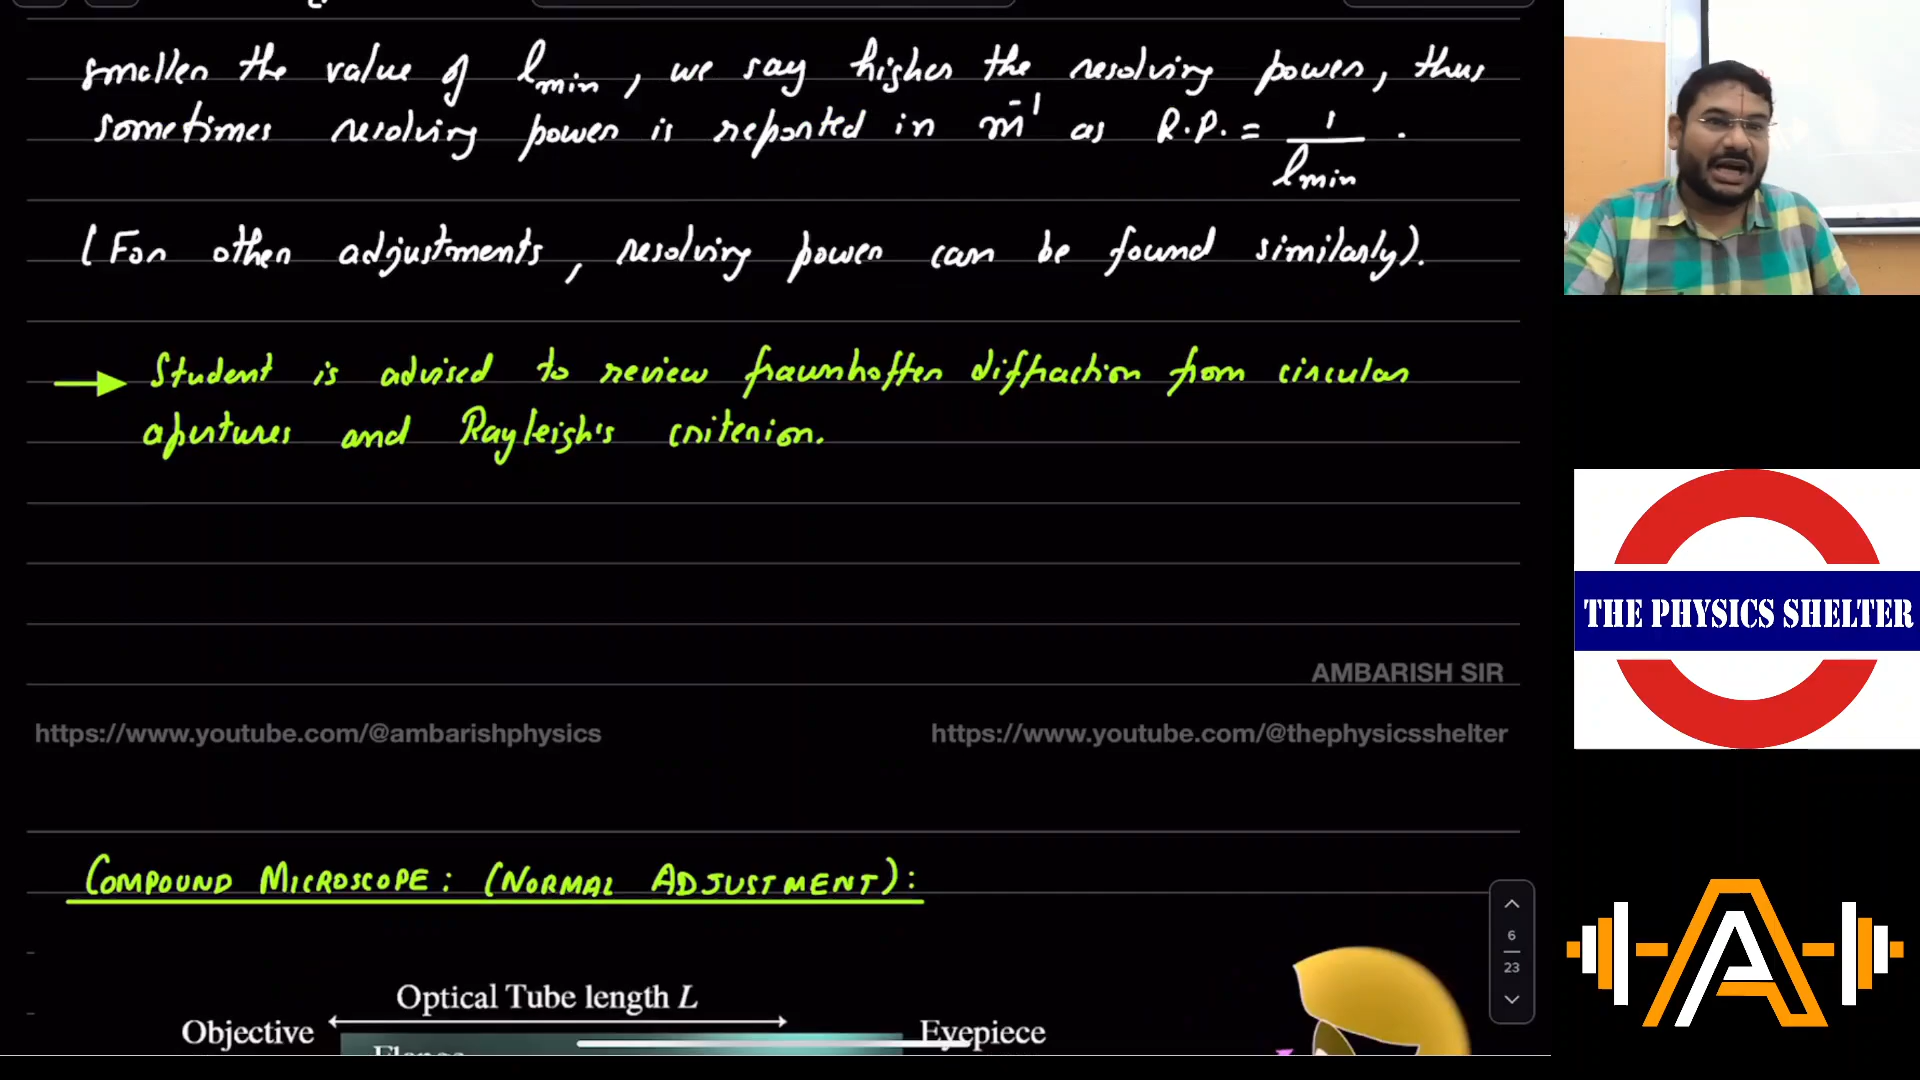 smaller the value of lmin, we say higher the resolving power, thus
sometimes resolving power is reported in m⁻¹ as R.P. = 1/lmin .
(For other adjustments, resolving power can be found similarly).
→ Student is advised to review fraunhoffer diffraction from circular
apertures and Rayleigh's criterion.
THE PHYSICS SHELTER
AMBARISH SIR
https://www.youtube.com/@ambarishphysics
https://www.youtube.com/@thephysicsshelter
COMPOUND MICROSCOPE: (NORMAL ADJUSTMENT):
6
23
Optical Tube length L
Objective
Eyepiece
Flange